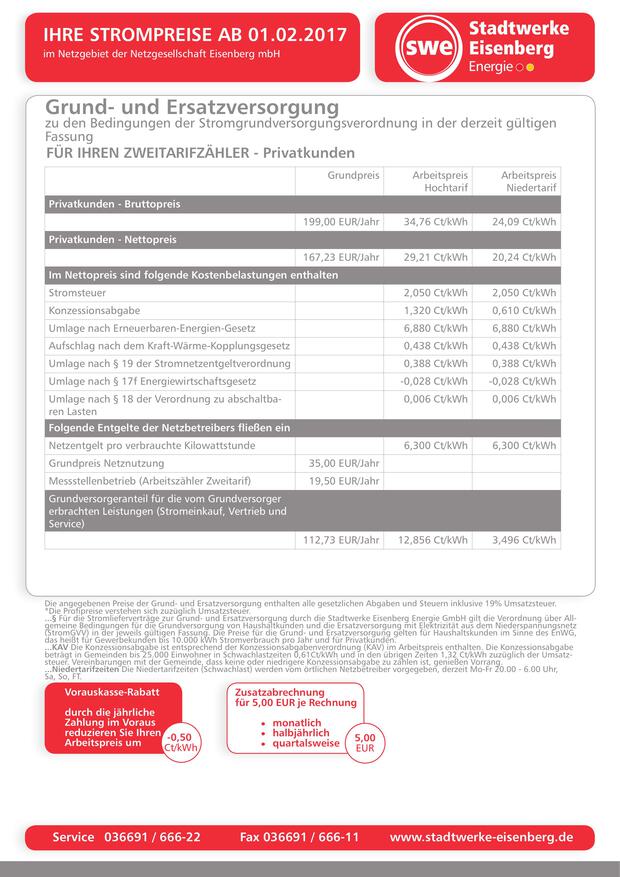 IHRE STROMPREISE AB 01.02.2017
im Netzgebiet der Netzgesellschaft Eisenberg mbH
swe
Stadtwerke
Eisenberg
Energie
Grund- und Ersatzversorgung
zu den Bedingungen der Stromgrundversorgungsverordnung in der derzeit gültigen
Fassung
FÜR IHREN ZWEITARIFZÄHLER - Privatkunden
Grundpreis Arbeitspreis Arbeitspreis
Hochtarif Niedertarif
Privatkunden - Bruttopreis
199,00 EUR/Jahr 34,76 Ct/kWh 24,09 Ct/kWh
Privatkunden - Nettopreis
167,23 EUR/Jahr 29,21 Ct/kWh 20,24 Ct/kWh
Im Nettopreis sind folgende Kostenbelastungen enthalten
Stromsteuer 2,050 Ct/kWh 2,050 Ct/kWh
Konzessionsabgabe 1,320 Ct/kWh 0,610 Ct/kWh
Umlage nach Erneuerbaren-Energien-Gesetz 6,880 Ct/kWh 6,880 Ct/kWh
Aufschlag nach dem Kraft-Wärme-Kopplungsgesetz 0,438 Ct/kWh 0,438 Ct/kWh
Umlage nach § 19 der Stromnetzentgeltverordnung 0,388 Ct/kWh 0,388 Ct/kWh
Umlage nach § 17f Energiewirtschaftsgesetz -0,028 Ct/kWh -0,028 Ct/kWh
Umlage nach § 18 der Verordnung zu abschaltba- 0,006 Ct/kWh 0,006 Ct/kWh
ren Lasten
Folgende Entgelte der Netzbetreibers fließen ein
Netzentgelt pro verbrauchte Kilowattstunde 6,300 Ct/kWh 6,300 Ct/kWh
Grundpreis Netznutzung 35,00 EUR/Jahr
Messstellenbetrieb (Arbeitszähler Zweitarif) 19,50 EUR/Jahr
Grundversorgeranteil für die vom Grundversorger
erbrachten Leistungen (Stromeinkauf, Vertrieb und
Service)
112,73 EUR/Jahr 12,856 Ct/kWh 3,496 Ct/kWh
Die angegebenen Preise der Grund- und Ersatzversorgung enthalten alle gesetzlichen Abgaben und Steuern inklusive 19% Umsatzsteuer.
*Die Profipreise verstehen sich zuzüglich Umsatzsteuer.
...§ Für die Stromlieferverträge zur Grund- und Ersatzversorgung durch die Stadtwerke Eisenberg Energie GmbH gilt die Verordnung über All-
gemeine Bedingungen für die Grundversorgung von Haushaltkunden und die Ersatzversorgung mit Elektrizität aus dem Niederspannungsnetz
(StromGVV) in der jeweils gültigen Fassung. Die Preise für die Grund- und Ersatzversorgung gelten für Haushaltskunden im Sinne des EnWG,
das heißt für Gewerbekunden bis 10.000 kWh Stromverbrauch pro Jahr und für Privatkunden.
...KAV Die Konzessionsabgabe ist entsprechend der Konzessionsabgabenverordnung (KAV) im Arbeitspreis enthalten. Die Konzessionsabgabe
beträgt in Gemeinden bis 25.000 Einwohner in Schwachlastzeiten 0,61Ct/kWh und in den übrigen Zeiten 1,32 Ct/kWh zuzüglich der Umsatz-
steuer. Vereinbarungen mit der Gemeinde, dass keine oder niedrigere Konzessionsabgabe zu zahlen ist, genießen Vorrang.
...Niedertarifzeiten Die Niedertarifzeiten (Schwachlast) werden vom örtlichen Netzbetreiber vorgegeben, derzeit Mo-Fr 20.00 - 6.00 Uhr,
Sa, So, FT.
Vorauskasse-Rabatt
durch die jährliche
Zahlung im Voraus
reduzieren Sie Ihren
Arbeitspreis um
-0,50
Ct/kWh
Zusatzabrechnung
für 5,00 EUR je Rechnung
• monatlich
• halbjährlich
• quartalsweise
5,00
EUR
Service 036691 / 666-22 Fax 036691 / 666-11 www.stadtwerke-eisenberg.de